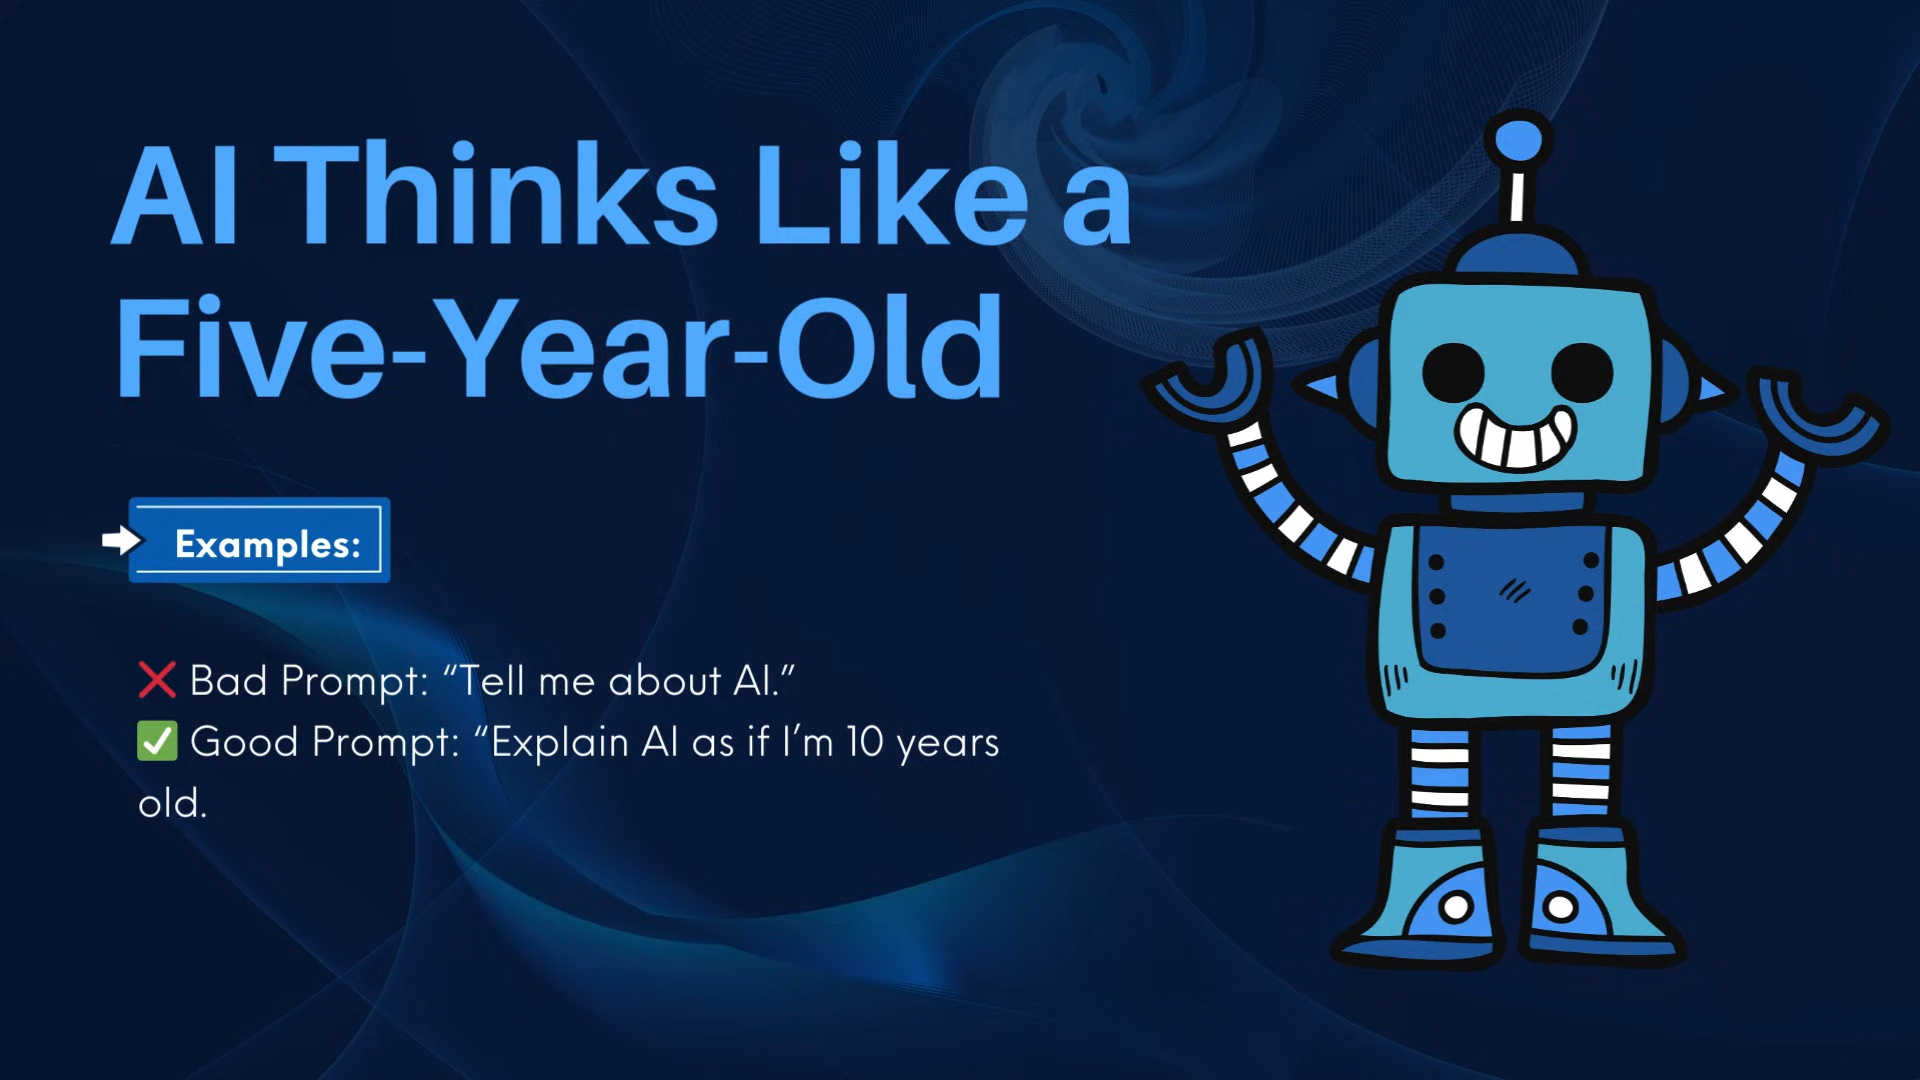 AI Thinks Like a
Five-Year-Old
Examples:
❌ Bad Prompt: “Tell me about AI.”
✅ Good Prompt: “Explain AI as if I’m 10 years
old.